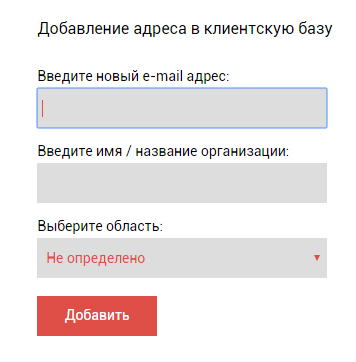 Добавление адреса в клиентскую базу
Введите новый e-mail адрес:
Введите имя / название организации:
Выберите область:
Не определено
Добавить